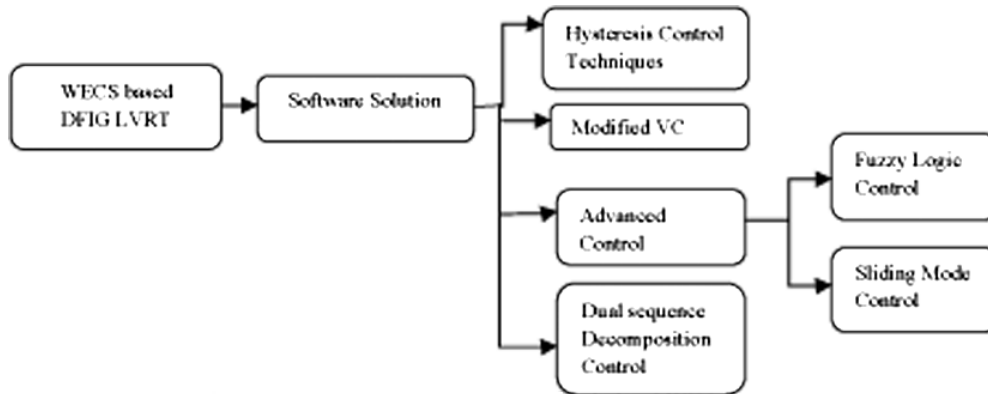 WECS based
DFIG LVRT
Software Solution
Hysteresis Control
Techniques
Modified VC
Advanced
Control
Dual sequence
Decomposition
Control
Fuzzy Logic
Control
Sliding Mode
Control